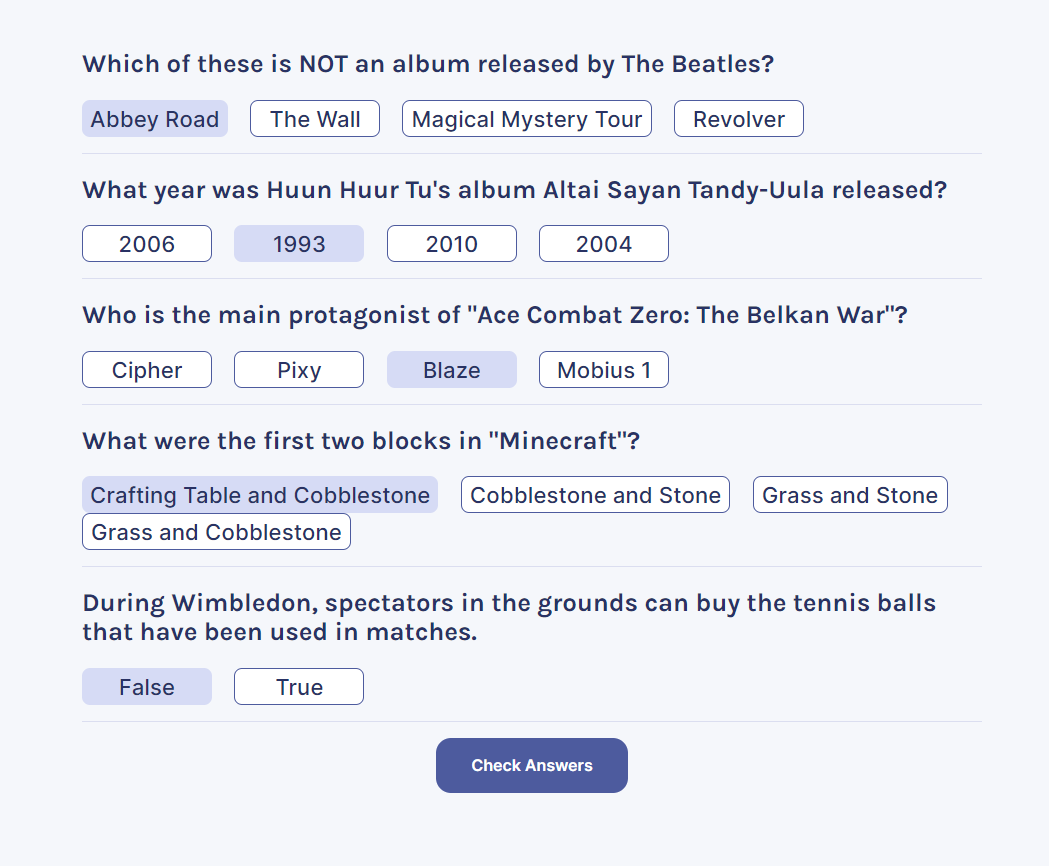 Which of these is NOT an album released by The Beatles?
Abbey Road The Wall Magical Mystery Tour Revolver
What year was Huun Huur Tu's album Altai Sayan Tandy-Uula released?
2006 1993 2010 2004
Who is the main protagonist of "Ace Combat Zero: The Belkan War"?
Cipher Pixy Blaze Mobius 1
What were the first two blocks in "Minecraft"?
Crafting Table and Cobblestone Cobblestone and Stone Grass and Stone
Grass and Cobblestone
During Wimbledon, spectators in the grounds can buy the tennis balls
that have been used in matches.
False True
Check Answers